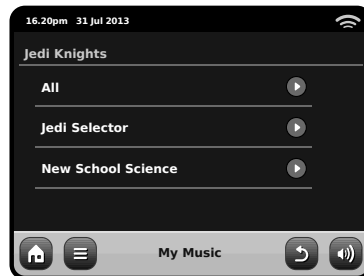 16.20pm 31 Jul 2013
Jedi Knights
All
Jedi Selector
New School Science
My Music